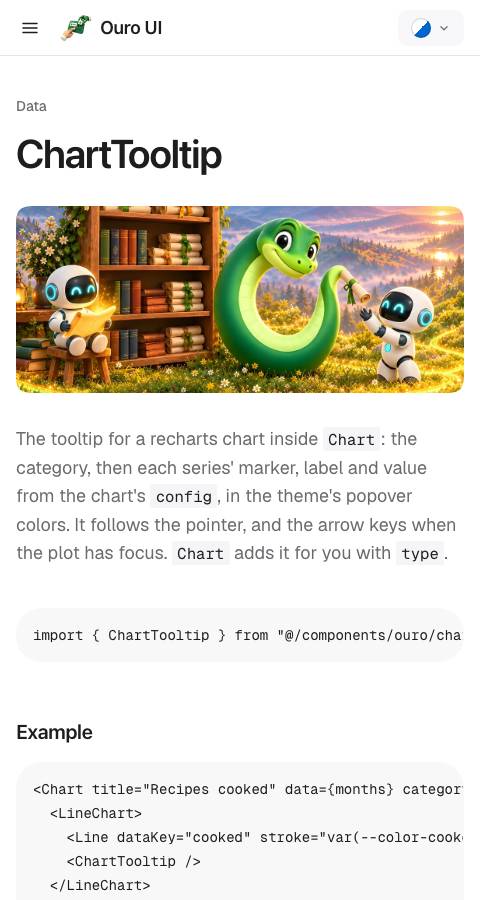 Ouro UI
Data
ChartTooltip
The tooltip for a recharts chart inside Chart: the
category, then each series' marker, label and value
from the chart's config, in the theme's popover
colors. It follows the pointer, and the arrow keys when
the plot has focus. Chart adds it for you with type.
import { ChartTooltip } from "@/components/ouro/cha
Example
<Chart title="Recipes cooked" data={months} categor
<LineChart>
<Line dataKey="cooked" stroke="var(--color-cook
<ChartTooltip />
</LineChart>